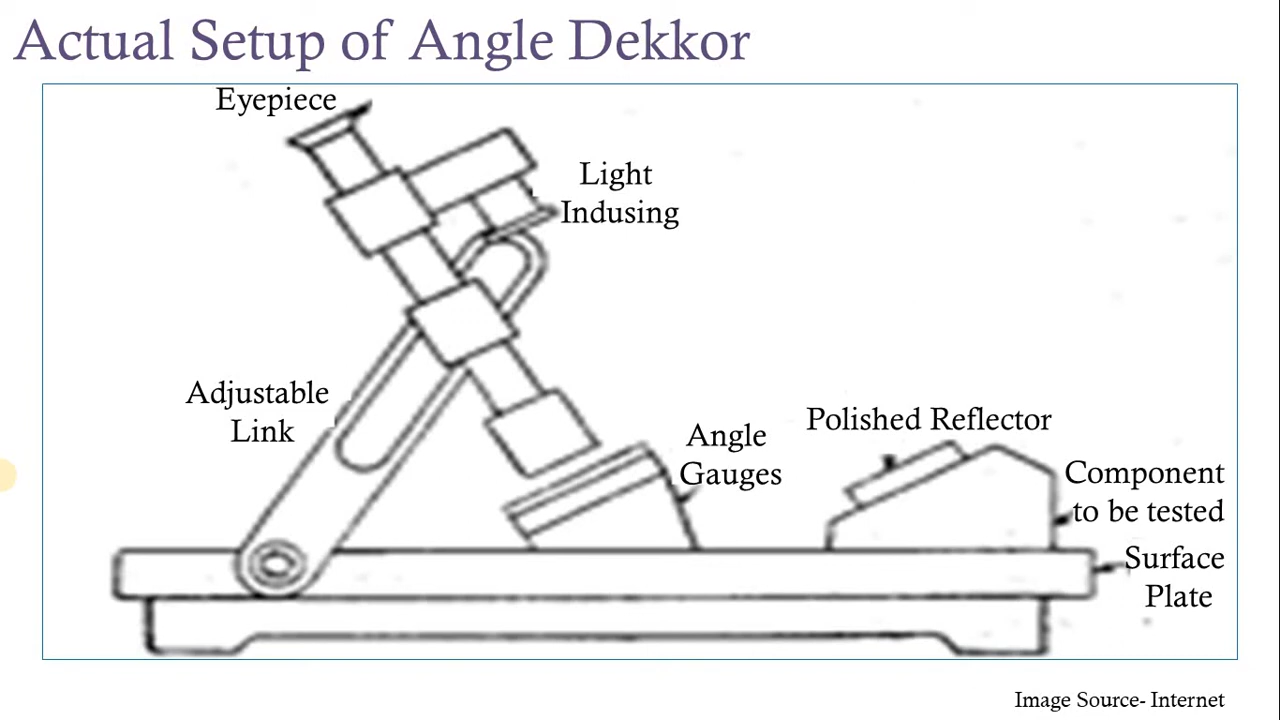 Actual Setup of Angle Dekkor
Eyepiece
Light
Indusing
Adjustable
Link
Angle
Gauges
Polished Reflector
Component
to be tested
Surface
Plate
Image Source- Internet